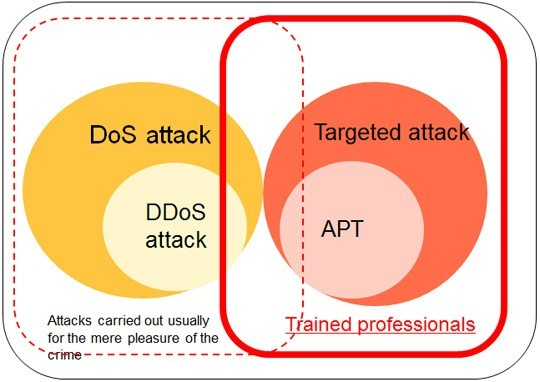 DoS attack
Targeted attack
DDoS
attack
APT
Attacks carried out usually
for the mere pleasure of the
crime
Trained professionals